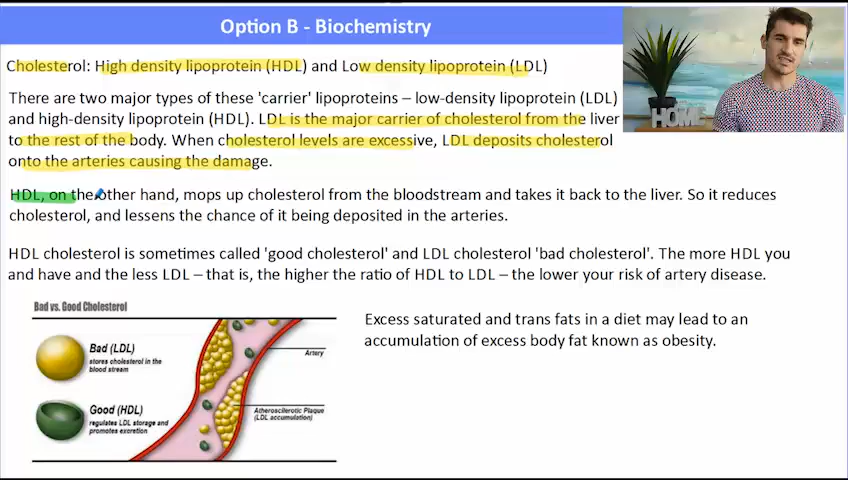 Option B - Biochemistry
Cholesterol: High density lipoprotein (HDL) and Low density lipoprotein (LDL)
There are two major types of these 'carrier' lipoproteins – low-density lipoprotein (LDL)
and high-density lipoprotein (HDL). LDL is the major carrier of cholesterol from the liver
to the rest of the body. When cholesterol levels are excessive, LDL deposits cholesterol
onto the arteries causing the damage.
HDL, on the other hand, mops up cholesterol from the bloodstream and takes it back to the liver. So it reduces
cholesterol, and lessens the chance of it being deposited in the arteries.
HDL cholesterol is sometimes called 'good cholesterol' and LDL cholesterol 'bad cholesterol'. The more HDL you
and have and the less LDL – that is, the higher the ratio of HDL to LDL – the lower your risk of artery disease.
Bad vs. Good Cholesterol
Bad (LDL)
stores cholesterol in the
blood stream
Good (HDL)
regulates LDL storage and
promotes excretion
Artery
Atherosclerotic Plaque
(LDL accumulation)
Excess saturated and trans fats in a diet may lead to an
accumulation of excess body fat known as obesity.
HOME